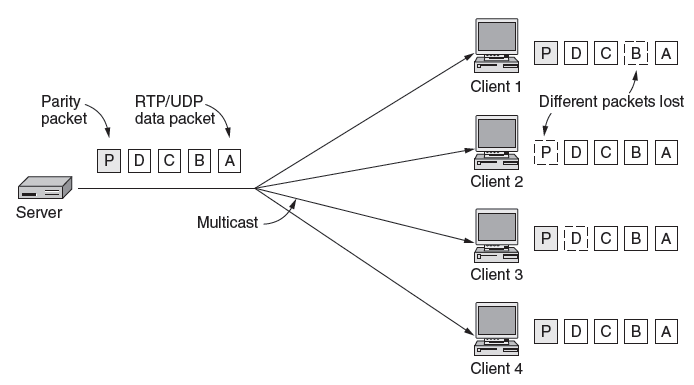 P D C B A
Client 1
Different packets lost
Parity
packet
RTP/UDP
data packet
P D C B A
P D C B A
Client 2
Server
Multicast
P D C B A
Client 3
P D C B A
Client 4